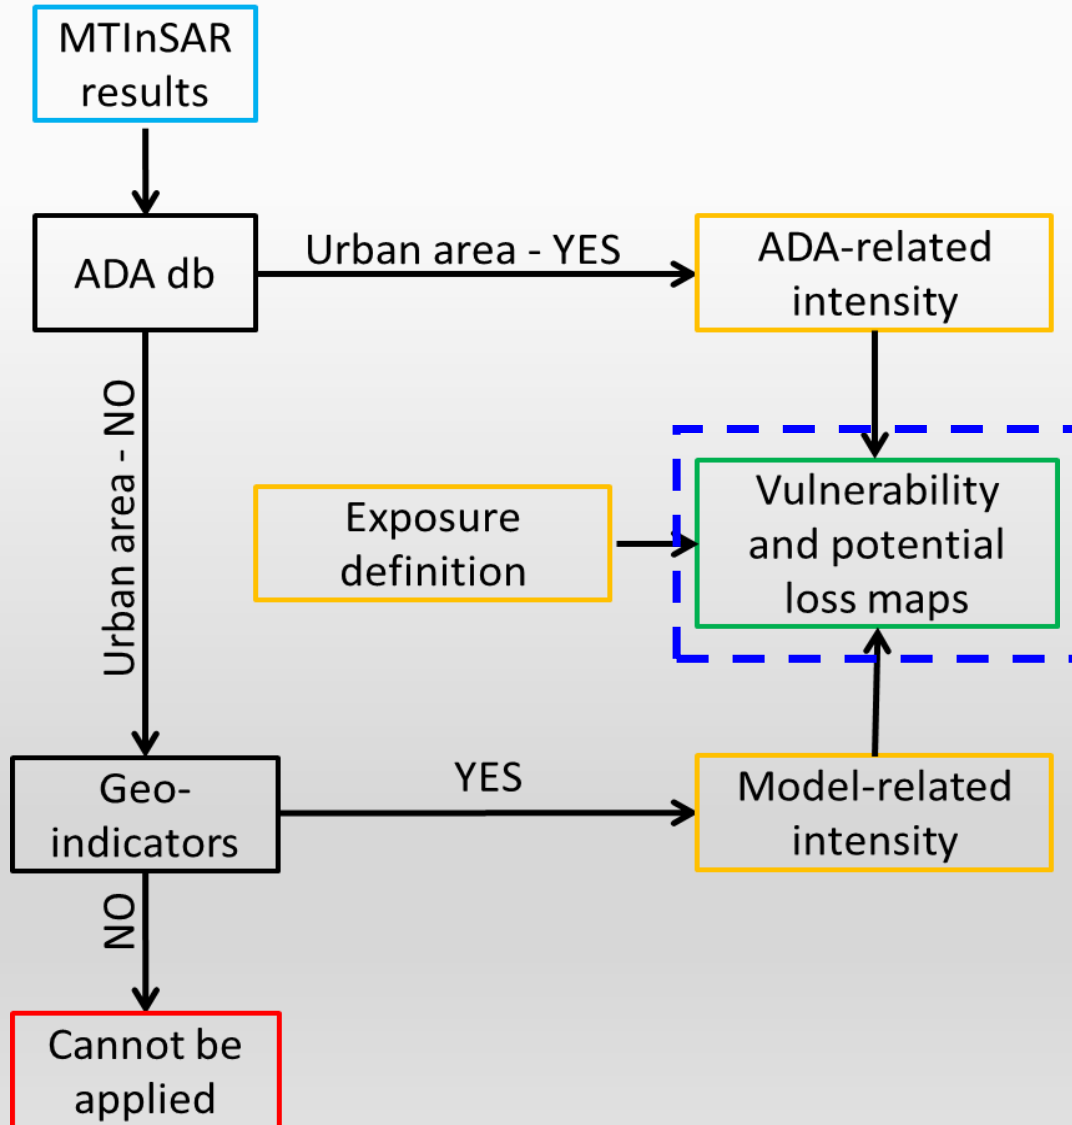 MTInSAR
results
ADA db
Urban area - YES
ADA-related
intensity
Urban area - NO
Exposure
definition
Vulnerability
and potential
loss maps
Geo-
indicators
YES
Model-related
intensity
NO
Cannot be
applied